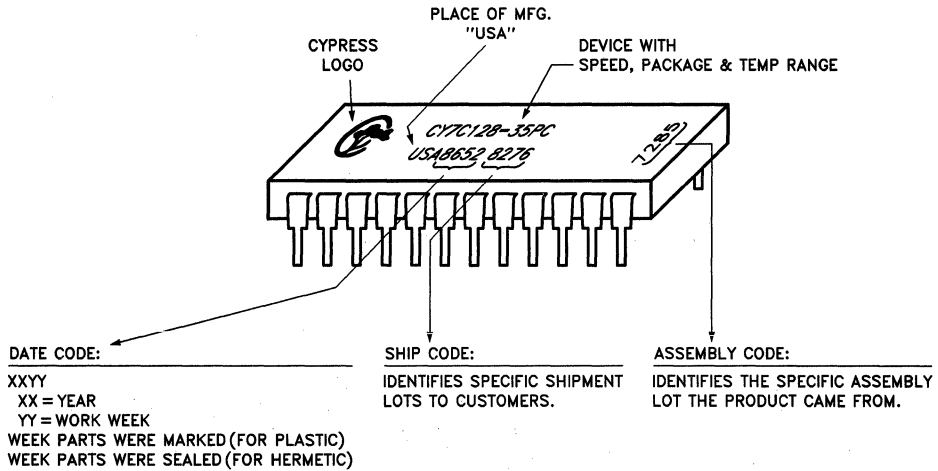 PLACE OF MFG.
"USA"
CYPRESS
LOGO
DEVICE WITH
SPEED, PACKAGE & TEMP RANGE
CY7C128-35PC
USA8652 8276
7285
DATE CODE:
XXYY
XX = YEAR
YY = WORK WEEK
WEEK PARTS WERE MARKED (FOR PLASTIC)
WEEK PARTS WERE SEALED (FOR HERMETIC)
SHIP CODE:
IDENTIFIES SPECIFIC SHIPMENT
LOTS TO CUSTOMERS.
ASSEMBLY CODE:
IDENTIFIES THE SPECIFIC ASSEMBLY
LOT THE PRODUCT CAME FROM.